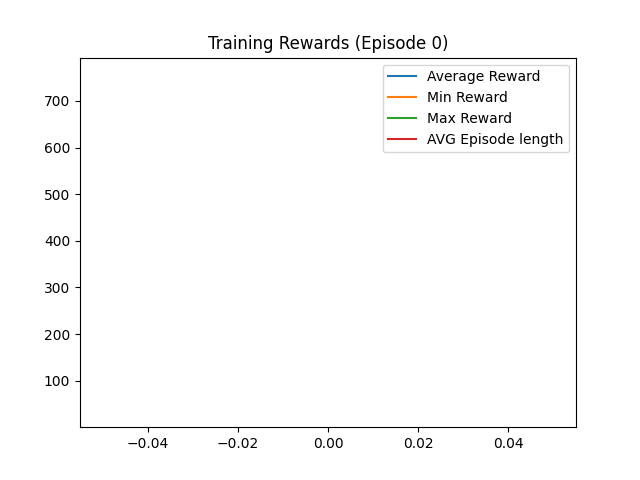 Training Rewards (Episode 0)
Average Reward
Min Reward
Max Reward
AVG Episode length
700
600
500
400
300
200
100
−0.04
−0.02
0.00
0.02
0.04